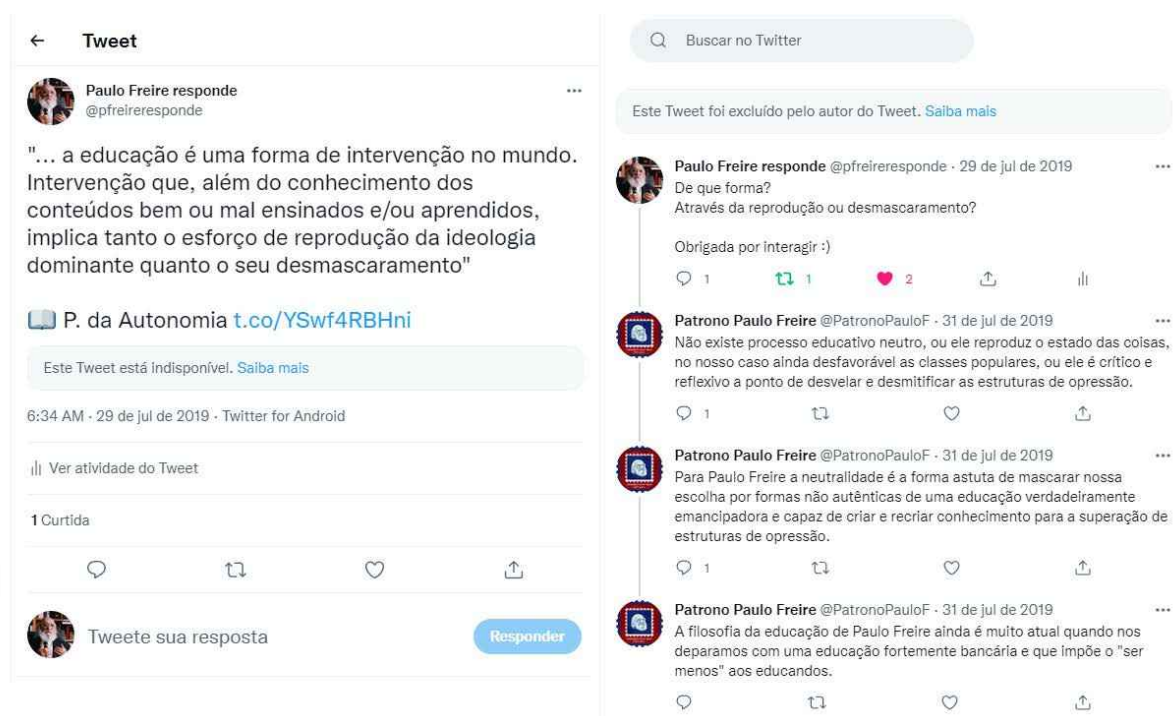 Tweet
Paulo Freire responde
@pfreireresponde
"... a educação é uma forma de intervenção no mundo.
Intervenção que, além do conhecimento dos
conteúdos bem ou mal ensinados e/ou aprendidos,
implica tanto o esforço de reprodução da ideologia
dominante quanto o seu desmascaramento"
P. da Autonomia t.co/YSwf4RBHni
Este Tweet está indisponível. Saiba mais
6:34 AM · 29 de jul de 2019 · Twitter for Android
Ver atividade do Tweet
1 Curtida
Tweete sua resposta
Responder
Buscar no Twitter
Este Tweet foi excluído pelo autor do Tweet. Saiba mais
Paulo Freire responde @pfreireresponde · 29 de jul de 2019
De que forma?
Através da reprodução ou desmascaramento?
Obrigada por interagir :)
1 1 2
Patrono Paulo Freire @PatronoPauloF · 31 de jul de 2019
Não existe processo educativo neutro, ou ele reproduz o estado das coisas,
no nosso caso ainda desfavorável as classes populares, ou ele é crítico e
reflexivo a ponto de desvelar e desmitificar as estruturas de opressão.
1
Patrono Paulo Freire @PatronoPauloF · 31 de jul de 2019
Para Paulo Freire a neutralidade é a forma astuta de mascarar nossa
escolha por formas não autênticas de uma educação verdadeiramente
emancipadora e capaz de criar e recriar conhecimento para a superação de
estruturas de opressão.
1
Patrono Paulo Freire @PatronoPauloF · 31 de jul de 2019
A filosofia da educação de Paulo Freire ainda é muito atual quando nos
deparamos com uma educação fortemente bancária e que impõe o "ser
menos" aos educandos.